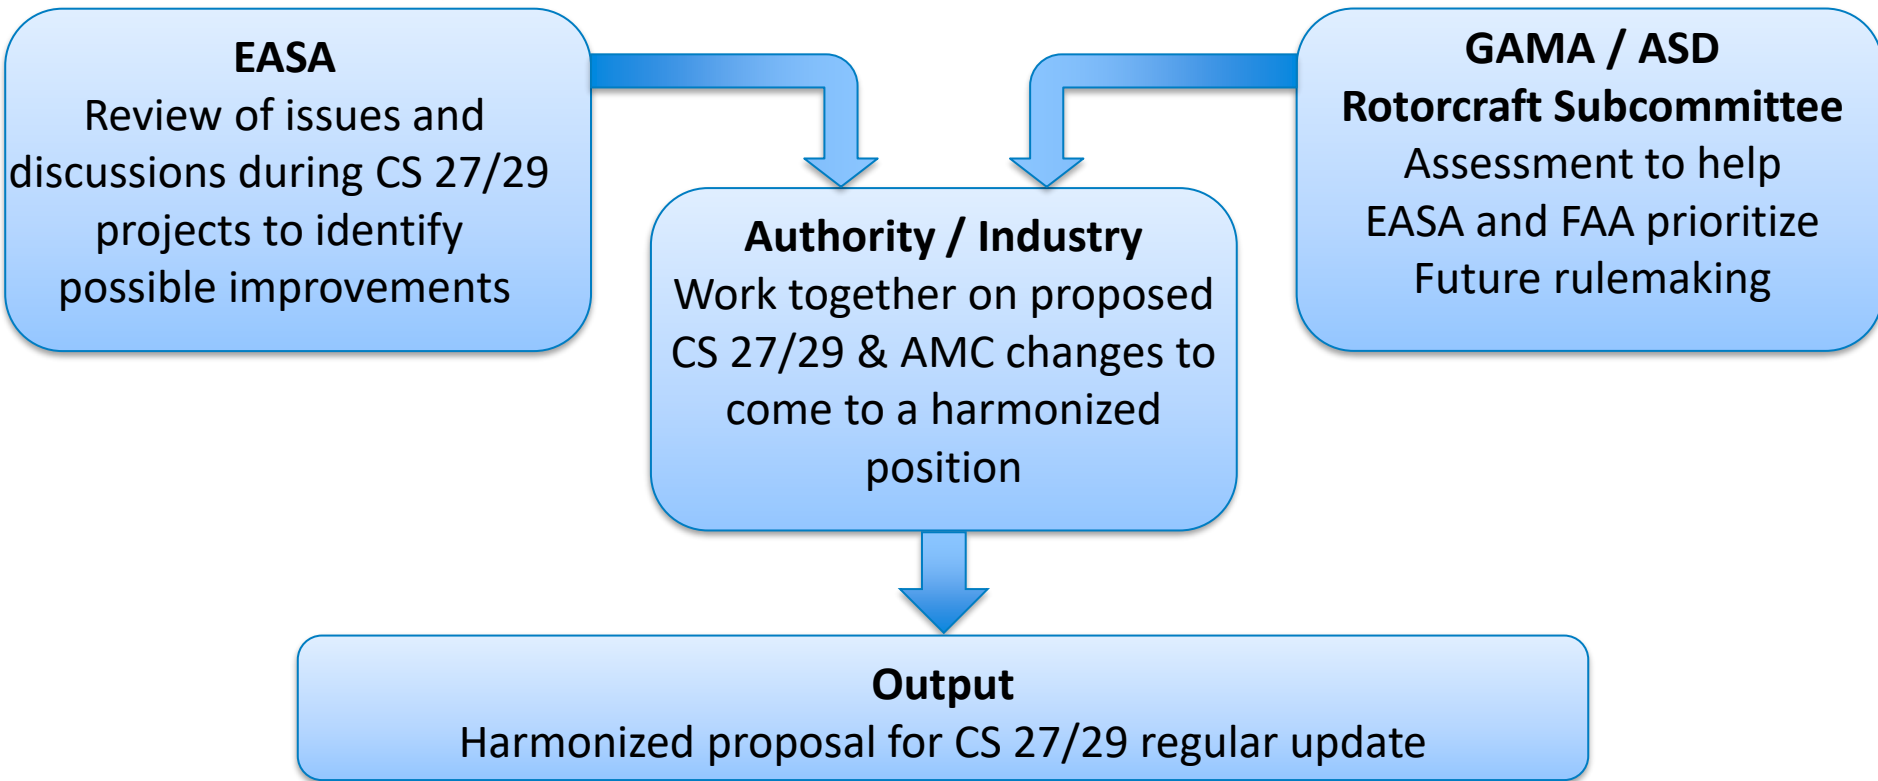 EASA
Review of issues and
discussions during CS 27/29
projects to identify
possible improvements
GAMA / ASD
Rotorcraft Subcommittee
Assessment to help
EASA and FAA prioritize
Future rulemaking
Authority / Industry
Work together on proposed
CS 27/29 & AMC changes to
come to a harmonized
position
Output
Harmonized proposal for CS 27/29 regular update